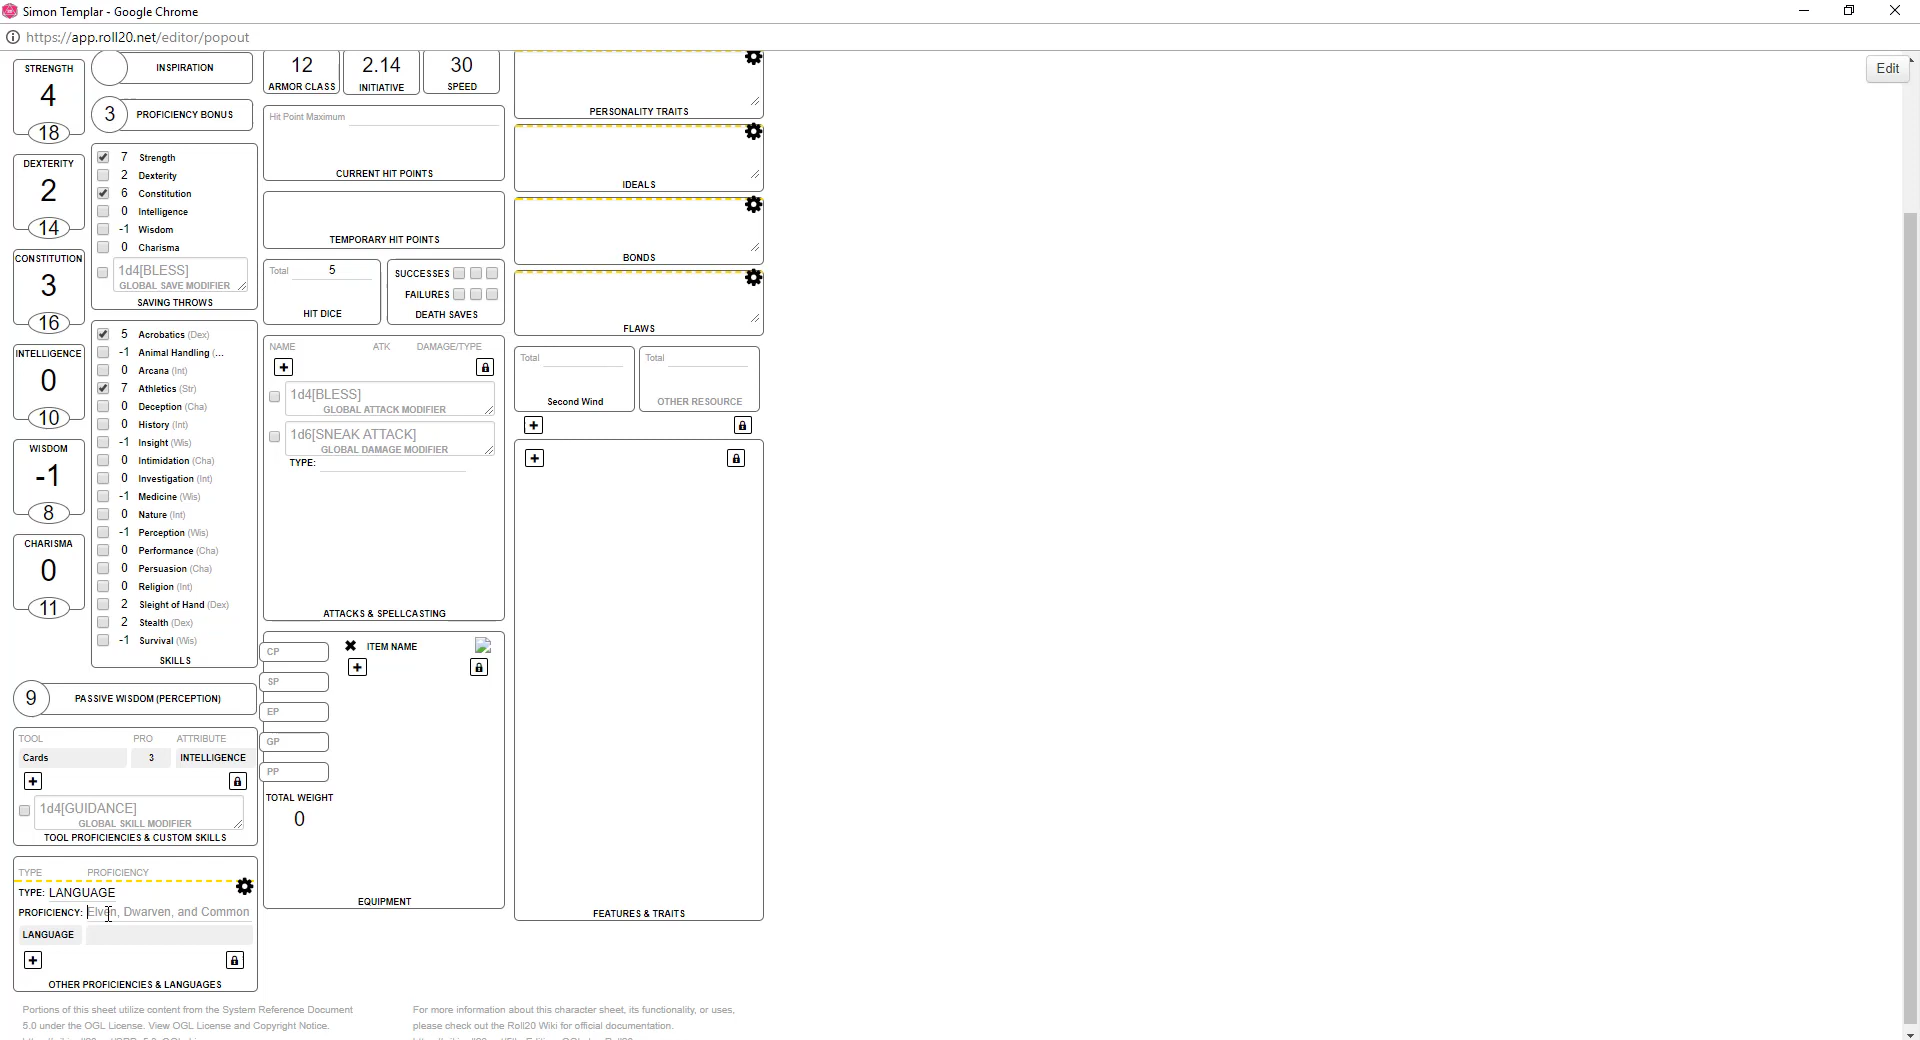 Simon Templar - Google Chrome
https://app.roll20.net/editor/popout
Edit
STRENGTH
4
18
DEXTERITY
2
14
CONSTITUTION
3
16
INTELLIGENCE
0
10
WISDOM
-1
8
CHARISMA
0
11
INSPIRATION
3 PROFICIENCY BONUS
7 Strength
2 Dexterity
6 Constitution
0 Intelligence
-1 Wisdom
0 Charisma
1d4[BLESS]
GLOBAL SAVE MODIFIER
SAVING THROWS
5 Acrobatics (Dex)
-1 Animal Handling (...
0 Arcana (Int)
7 Athletics (Str)
0 Deception (Cha)
0 History (Int)
-1 Insight (Wis)
0 Intimidation (Cha)
0 Investigation (Int)
-1 Medicine (Wis)
0 Nature (Int)
-1 Perception (Wis)
0 Performance (Cha)
0 Persuasion (Cha)
0 Religion (Int)
2 Sleight of Hand (Dex)
2 Stealth (Dex)
-1 Survival (Wis)
SKILLS
9 PASSIVE WISDOM (PERCEPTION)
TOOL PRO ATTRIBUTE
Cards 3 INTELLIGENCE
1d4[GUIDANCE]
GLOBAL SKILL MODIFIER
TOOL PROFICIENCIES & CUSTOM SKILLS
TYPE PROFICIENCY
TYPE: LANGUAGE
PROFICIENCY: Elven, Dwarven, and Common
LANGUAGE
OTHER PROFICIENCIES & LANGUAGES
12 2.14 30
ARMOR CLASS INITIATIVE SPEED
Hit Point Maximum
CURRENT HIT POINTS
TEMPORARY HIT POINTS
Total 5
HIT DICE
SUCCESSES
FAILURES
DEATH SAVES
NAME ATK DAMAGE/TYPE
1d4[BLESS]
GLOBAL ATTACK MODIFIER
1d6[SNEAK ATTACK]
GLOBAL DAMAGE MODIFIER
TYPE:
ATTACKS & SPELLCASTING
CP
SP
EP
GP
PP
TOTAL WEIGHT
0
ITEM NAME
EQUIPMENT
PERSONALITY TRAITS
IDEALS
BONDS
FLAWS
Total
Second Wind
Total
OTHER RESOURCE
FEATURES & TRAITS
Portions of this sheet utilize content from the System Reference Document
5.0 under the OGL License. View OGL License and Copyright Notice.
For more information about this character sheet, its functionality, or uses,
please check out the Roll20 Wiki for official documentation.